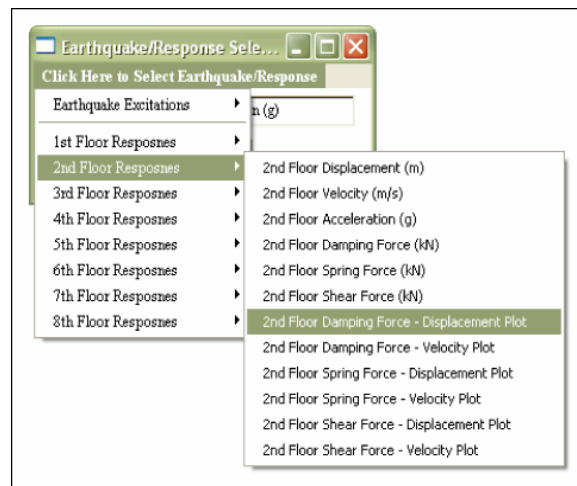 Earthquake/Response Sele...
Click Here to Select Earthquake/Response
Earthquake Excitations
n (g)
1st Floor Resposnes
2nd Floor Resposnes
3rd Floor Resposnes
4th Floor Resposnes
5th Floor Resposnes
6th Floor Resposnes
7th Floor Resposnes
8th Floor Resposnes
2nd Floor Displacement (m)
2nd Floor Velocity (m/s)
2nd Floor Acceleration (g)
2nd Floor Damping Force (kN)
2nd Floor Spring Force (kN)
2nd Floor Shear Force (kN)
2nd Floor Damping Force - Displacement Plot
2nd Floor Damping Force - Velocity Plot
2nd Floor Spring Force - Displacement Plot
2nd Floor Spring Force - Velocity Plot
2nd Floor Shear Force - Displacement Plot
2nd Floor Shear Force - Velocity Plot